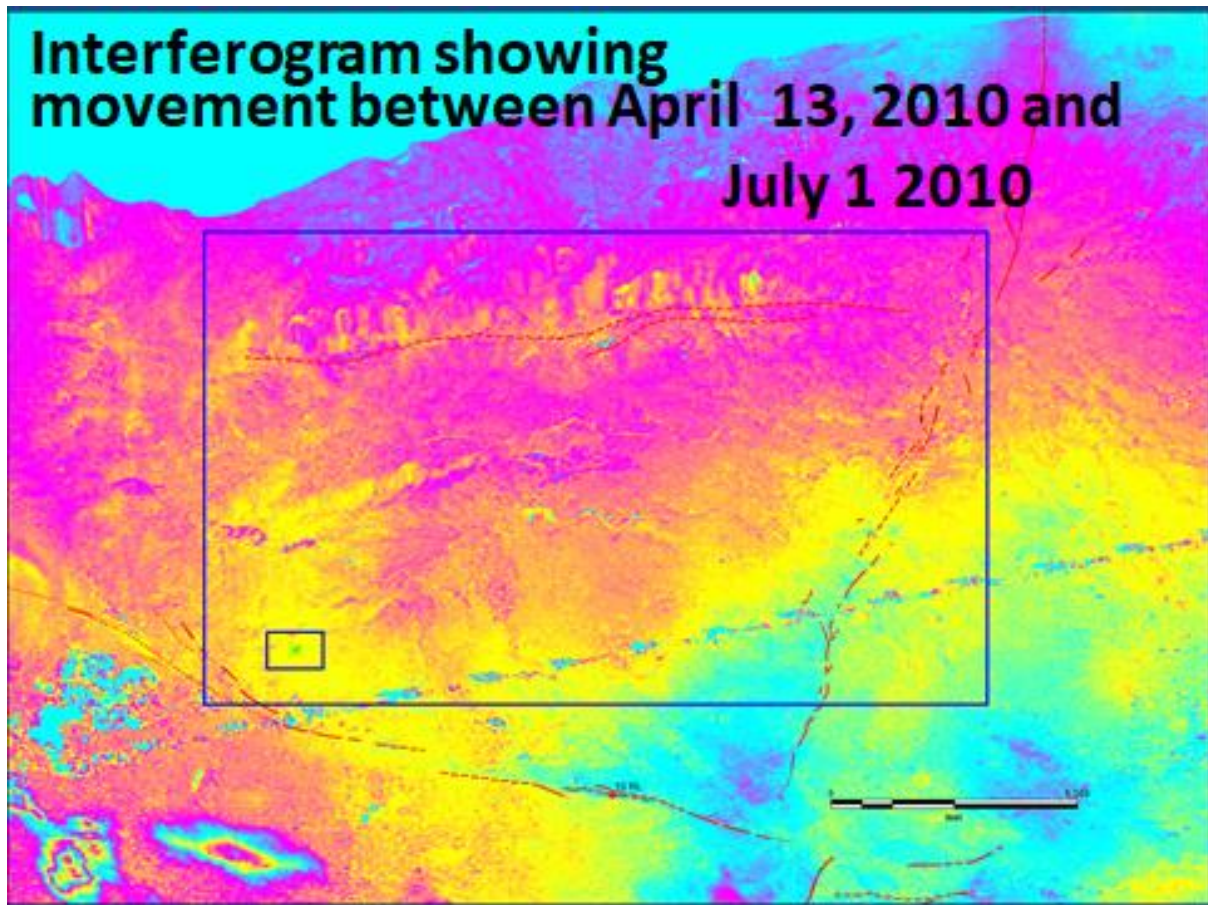 Interferogram showing
movement between April 13, 2010 and
July 1 2010